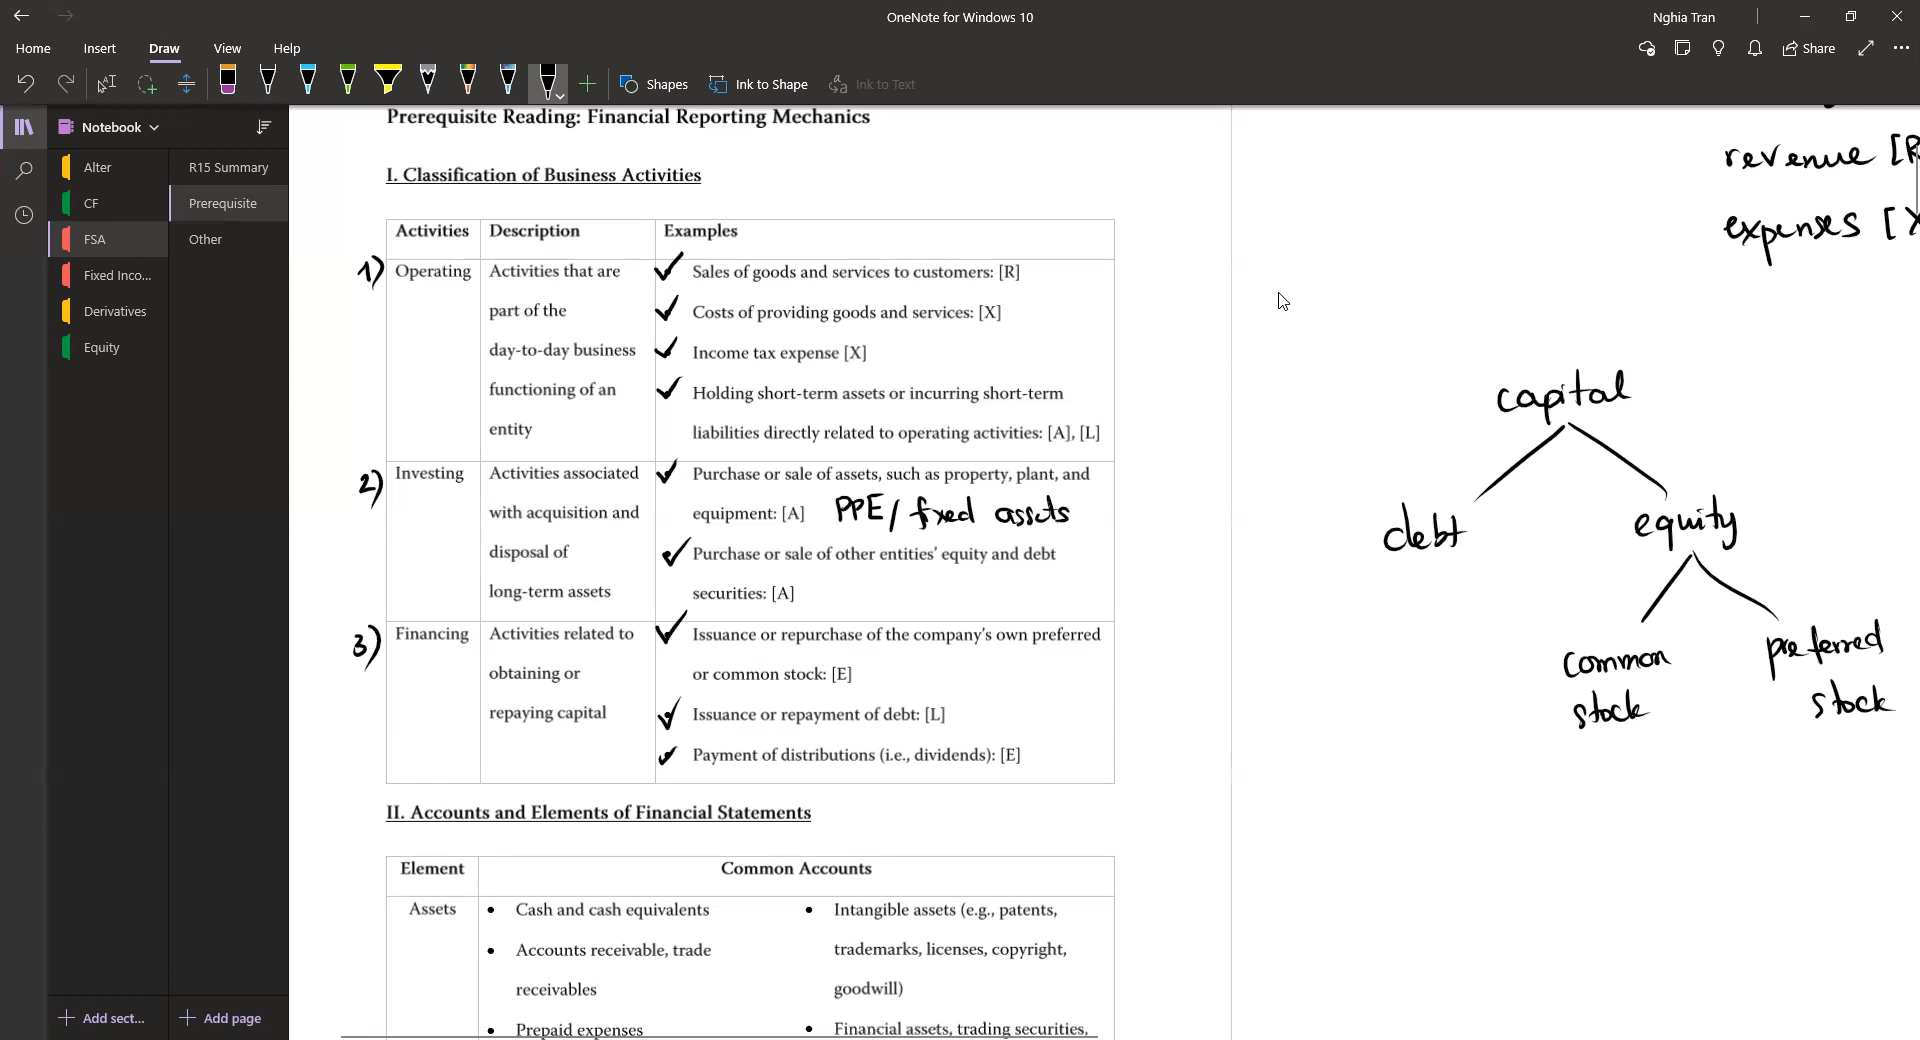 OneNote for Windows 10
Nghia Tran
Home Insert Draw View Help
Share
Shapes Ink to Shape Ink to Text
Notebook
Alter
CF
FSA
Fixed Inco...
Derivatives
Equity
R15 Summary
Prerequisite
Other
Add sect...
Add page
Prerequisite Reading: Financial Reporting Mechanics
I. Classification of Business Activities
Activities Description Examples
1) Operating
Activities that are
part of the
day-to-day business
functioning of an
entity
✓ Sales of goods and services to customers: [R]
✓ Costs of providing goods and services: [X]
✓ Income tax expense [X]
✓ Holding short-term assets or incurring short-term
liabilities directly related to operating activities: [A], [L]
2) Investing
Activities associated
with acquisition and
disposal of
long-term assets
✓ Purchase or sale of assets, such as property, plant, and
equipment: [A] PPE/ fixed assets
✓ Purchase or sale of other entities' equity and debt
securities: [A]
3) Financing
Activities related to
obtaining or
repaying capital
✓ Issuance or repurchase of the company's own preferred
or common stock: [E]
✓ Issuance or repayment of debt: [L]
✓ Payment of distributions (i.e., dividends): [E]
II. Accounts and Elements of Financial Statements
Element Common Accounts
Assets
• Cash and cash equivalents
• Accounts receivable, trade
receivables
• Prepaid expenses
• Intangible assets (e.g., patents,
trademarks, licenses, copyright,
goodwill)
• Financial assets, trading securities,
revenue [R
expenses [X
capital
debt equity
common
stock
preferred
stock